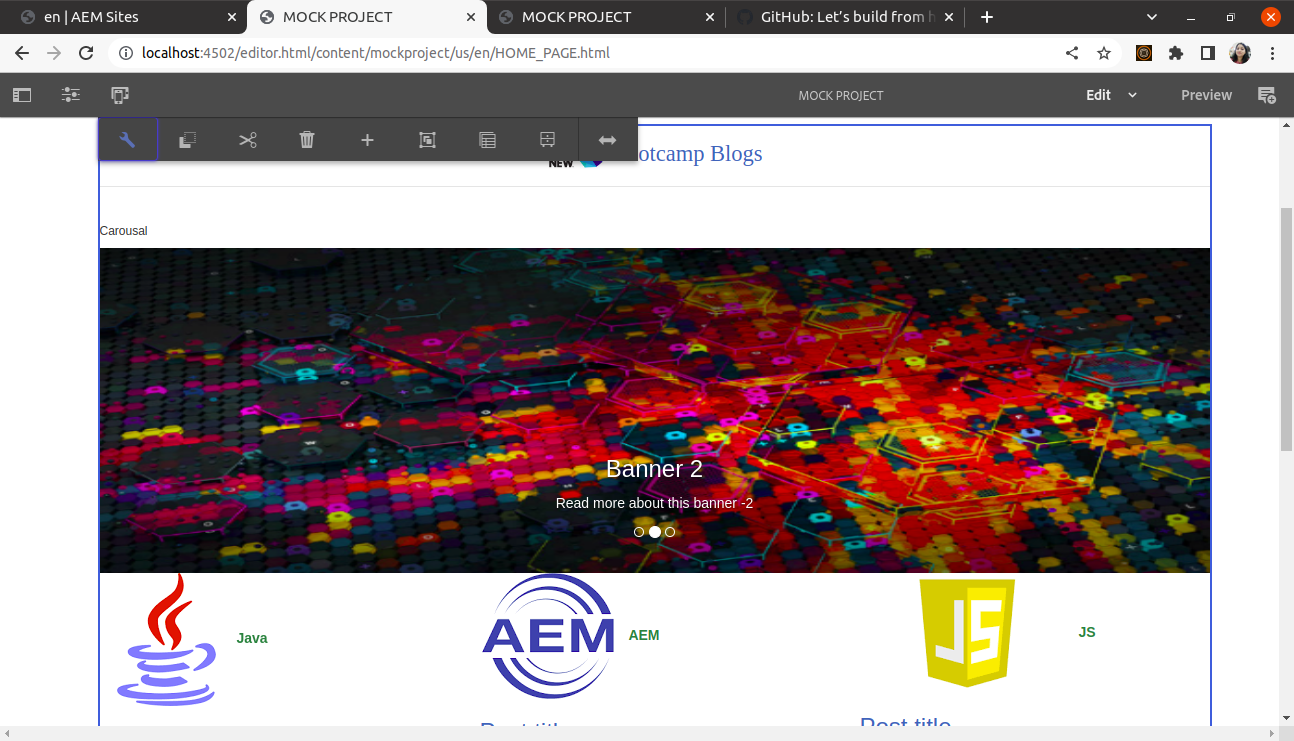 en | AEM Sites
MOCK PROJECT
MOCK PROJECT
GitHub: Let's build from h
localhost:4502/editor.html/content/mockproject/us/en/HOME_PAGE.html
MOCK PROJECT
Edit
Preview
NEW
otcamp Blogs
Carousal
Banner 2
Read more about this banner -2
Java
AEM
AEM
JS
JS
Post title
Post title